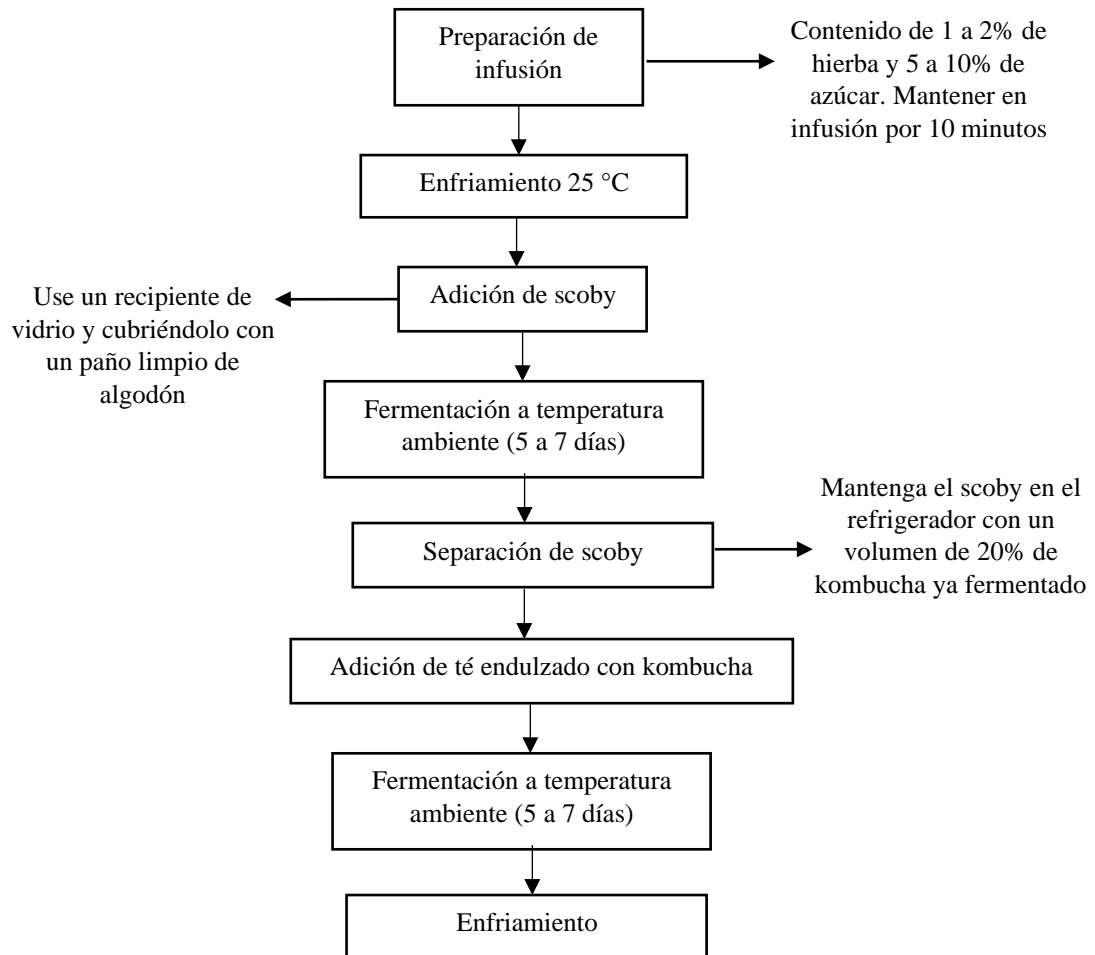 Preparación de
infusión
Contenido de 1 a 2% de
hierba y 5 a 10% de
azúcar. Mantener en
infusión por 10 minutos
Enfriamiento 25 °C
Adición de scoby
Use un recipiente de
vidrio y cubriéndolo con
un paño limpio de
algodón
Fermentación a temperatura
ambiente (5 a 7 días)
Separación de scoby
Mantenga el scoby en el
refrigerador con un
volumen de 20% de
kombucha ya fermentado
Adición de té endulzado con kombucha
Fermentación a temperatura
ambiente (5 a 7 días)
Enfriamiento